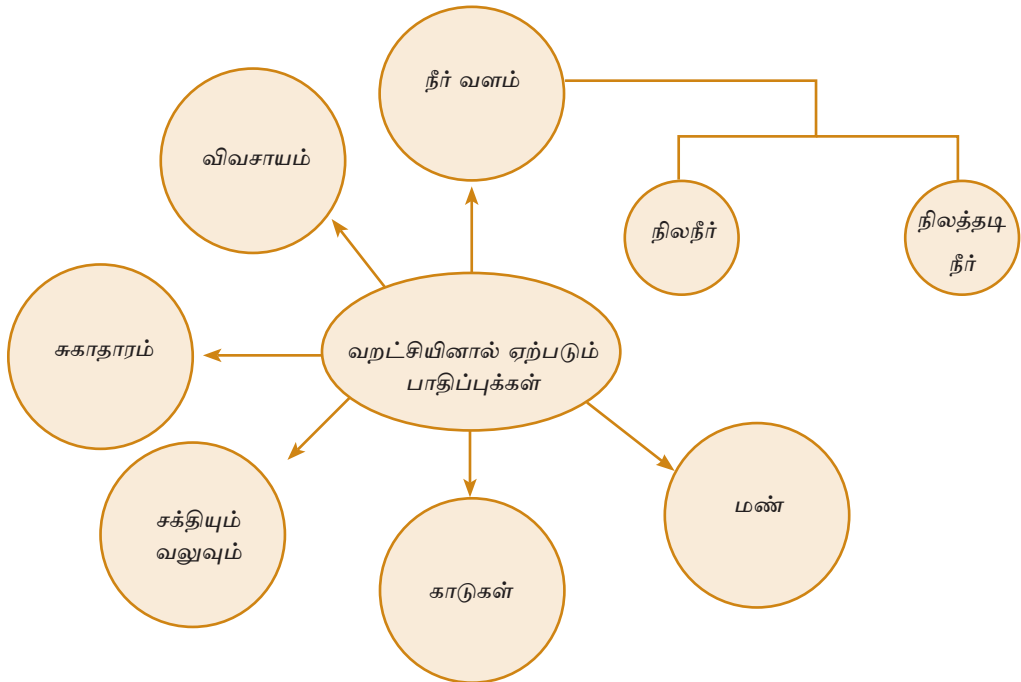 நீர் வளம்
விவசாயம்
நிலநீர்
நிலத்தடி
நீர்
சுகாதாரம்
வறட்சியினால் ஏற்படும்
பாதிப்புக்கள்
சக்தியும்
வலுவும்
மண்
காடுகள்